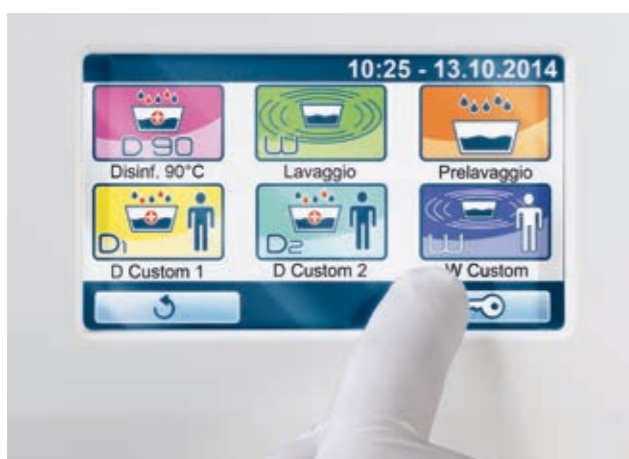 10:25 - 13.10.2014
D 90 W
Disinf. 90°C Lavaggio Prelavaggio
D1 D2 W
D Custom 1 D Custom 2 W Custom